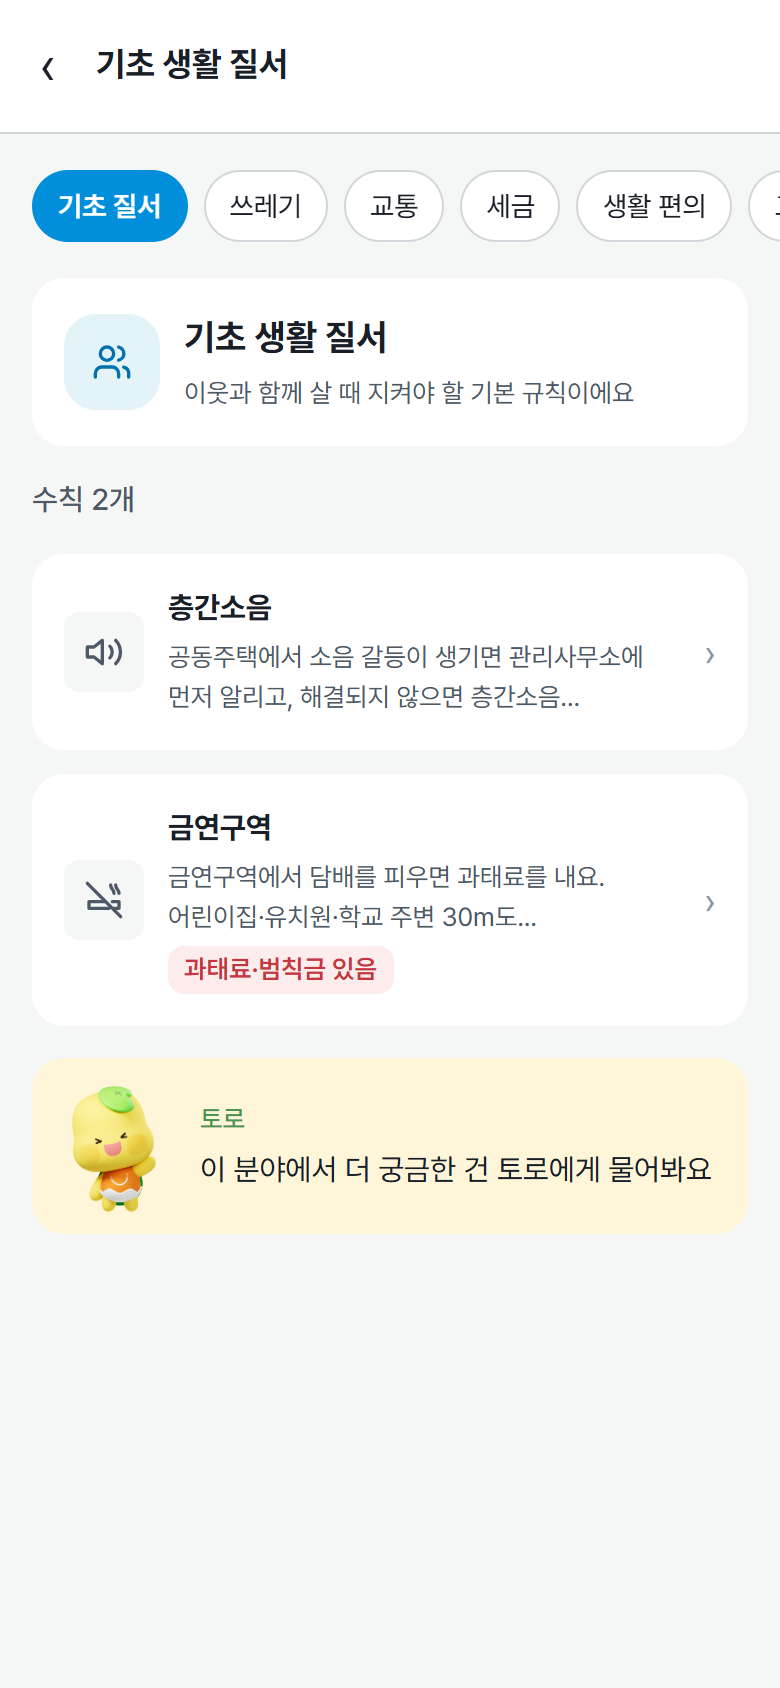 기초 생활 질서
기초 질서
쓰레기
교통
세금
생활 편의
기초 생활 질서
이웃과 함께 살 때 지켜야 할 기본 규칙이에요
수칙 2개
층간소음
공동주택에서 소음 갈등이 생기면 관리사무소에
먼저 알리고, 해결되지 않으면 층간소음...
금연구역
금연구역에서 담배를 피우면 과태료를 내요.
어린이집·유치원·학교 주변 30m도...
과태료·범칙금 있음
토로
이 분야에서 더 궁금한 건 토로에게 물어봐요